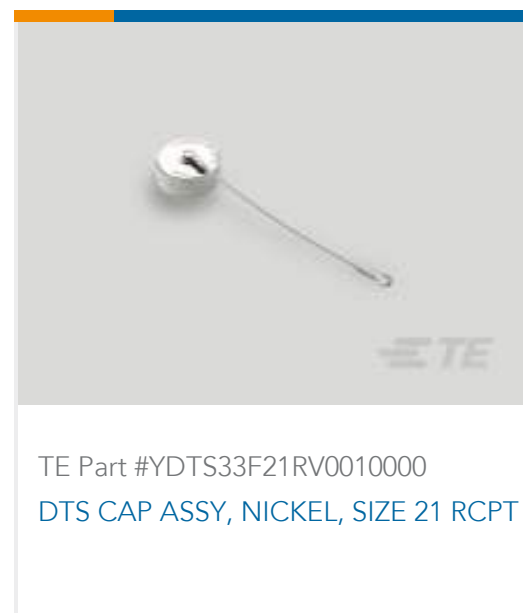 TE
TE Part #YDTS33F21RV0010000
DTS CAP ASSY, NICKEL, SIZE 21 RCPT